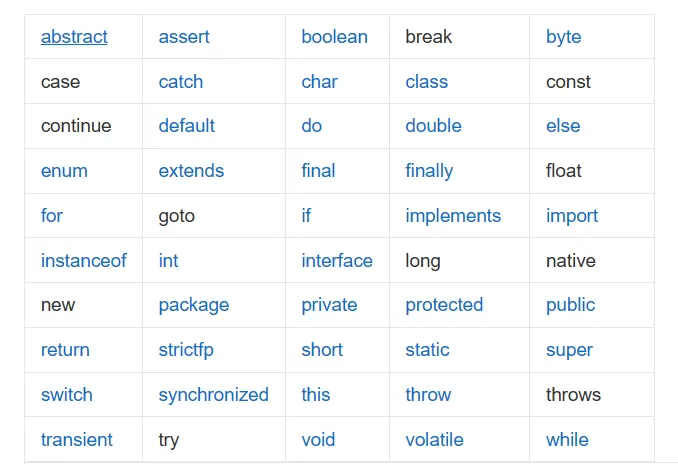 abstract assert boolean break byte
case catch char class const
continue default do double else
enum extends final finally float
for goto if implements import
instanceof int interface long native
new package private protected public
return strictfp short static super
switch synchronized this throw throws
transient try void volatile while